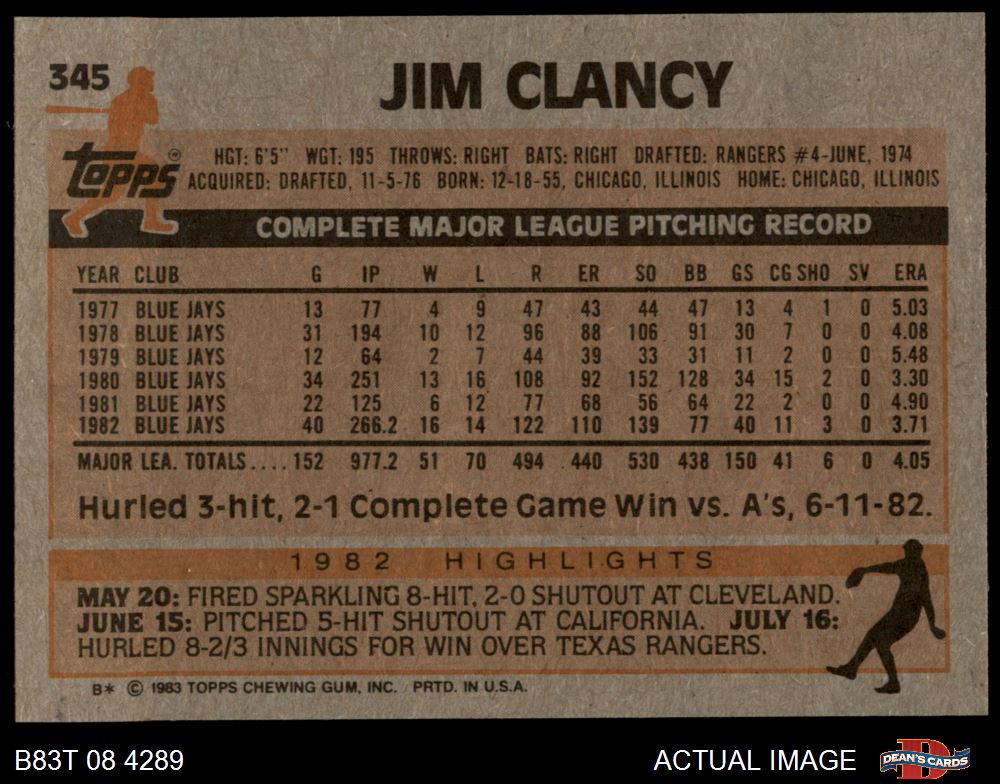 345
JIM CLANCY
Topps®
HGT: 6'5" WGT: 195 THROWS: RIGHT BATS: RIGHT DRAFTED: RANGERS #4-JUNE, 1974
ACQUIRED: DRAFTED, 11-5-76 BORN: 12-18-55, CHICAGO, ILLINOIS HOME: CHICAGO, ILLINOIS
COMPLETE MAJOR LEAGUE PITCHING RECORD
YEAR CLUB G IP W L R ER SO BB GS CG SHO SV ERA
1977 BLUE JAYS 13 77 4 9 47 43 44 47 13 4 1 0 5.03
1978 BLUE JAYS 31 194 10 12 96 88 106 91 30 7 0 0 4.08
1979 BLUE JAYS 12 64 2 7 44 39 33 31 11 2 0 0 5.48
1980 BLUE JAYS 34 251 13 16 108 92 152 128 34 15 2 0 3.30
1981 BLUE JAYS 22 125 6 12 77 68 56 64 22 2 0 0 4.90
1982 BLUE JAYS 40 266.2 16 14 122 110 139 77 40 11 3 0 3.71
MAJOR LEA. TOTALS....152 977.2 51 70 494 440 530 438 150 41 6 0 4.05
Hurled 3-hit, 2-1 Complete Game Win vs. A's, 6-11-82.
1982 HIGHLIGHTS
MAY 20: FIRED SPARKLING 8-HIT, 2-0 SHUTOUT AT CLEVELAND.
JUNE 15: PITCHED 5-HIT SHUTOUT AT CALIFORNIA. JULY 16:
HURLED 8-2/3 INNINGS FOR WIN OVER TEXAS RANGERS.
B* © 1983 TOPPS CHEWING GUM, INC. PRTD. IN U.S.A.
B83T 08 4289
ACTUAL IMAGE
DEAN'S CARDS